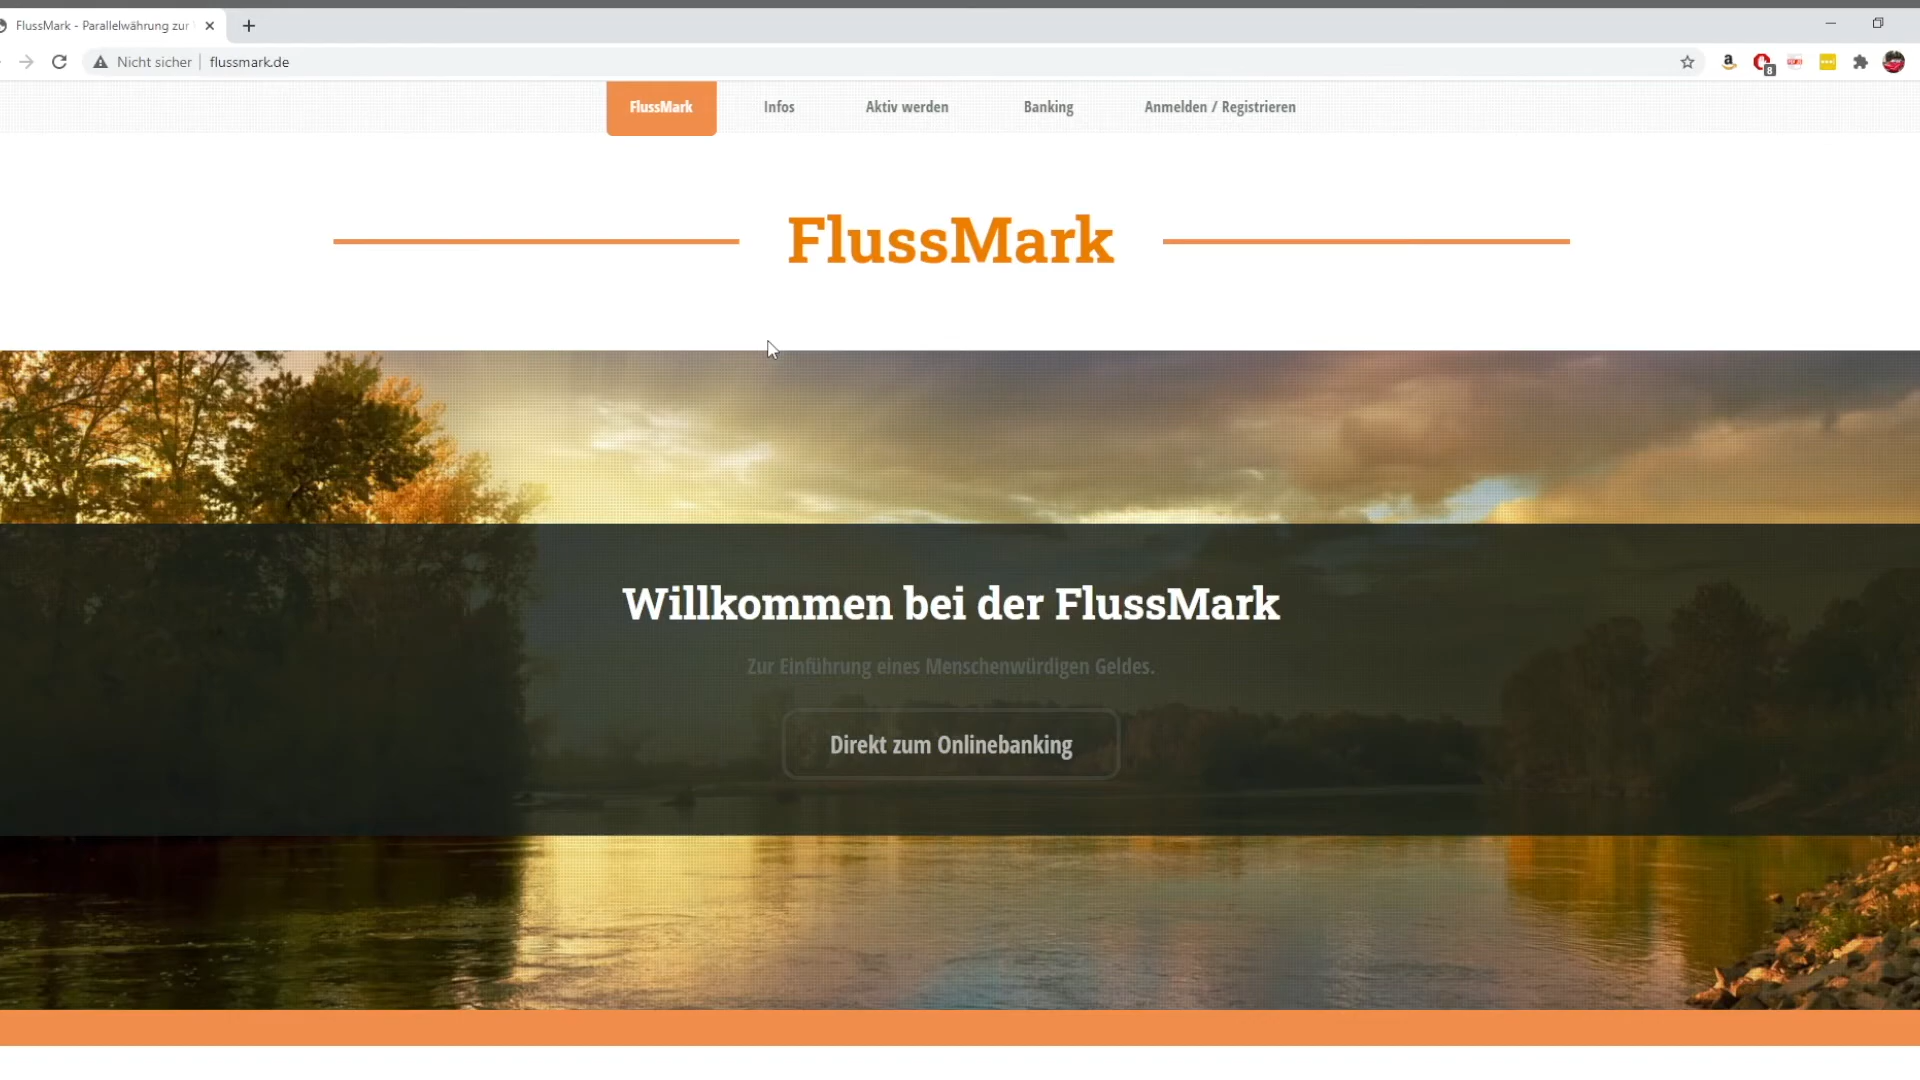 FlussMark - Parallelwährung zur
Nicht sicher | flussmark.de
8
FlussMark Infos Aktiv werden Banking Anmelden / Registrieren
FlussMark
Willkommen bei der FlussMark
Zur Einführung eines Menschenwürdigen Geldes.
Direkt zum Onlinebanking